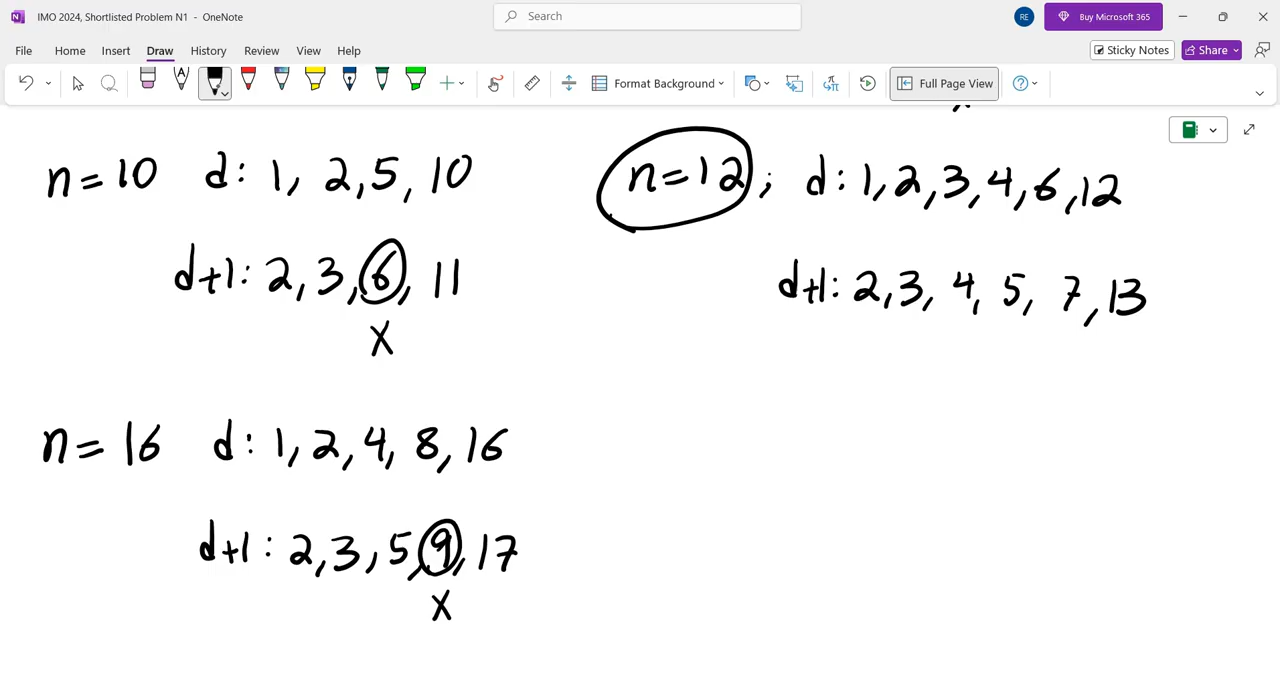 IMO 2024, Shortlisted Problem N1 - OneNote
Search
RE
Buy Microsoft 365
File Home Insert Draw History Review View Help
Sticky Notes
Share
Format Background
Full Page View
n=10 d: 1, 2, 5, 10
n=12; d: 1, 2, 3, 4, 6, 12
d+1: 2, 3, 6, 11
d+1: 2, 3, 4, 5, 7, 13
X
n=16 d: 1, 2, 4, 8, 16
d+1: 2, 3, 5, 9, 17
X